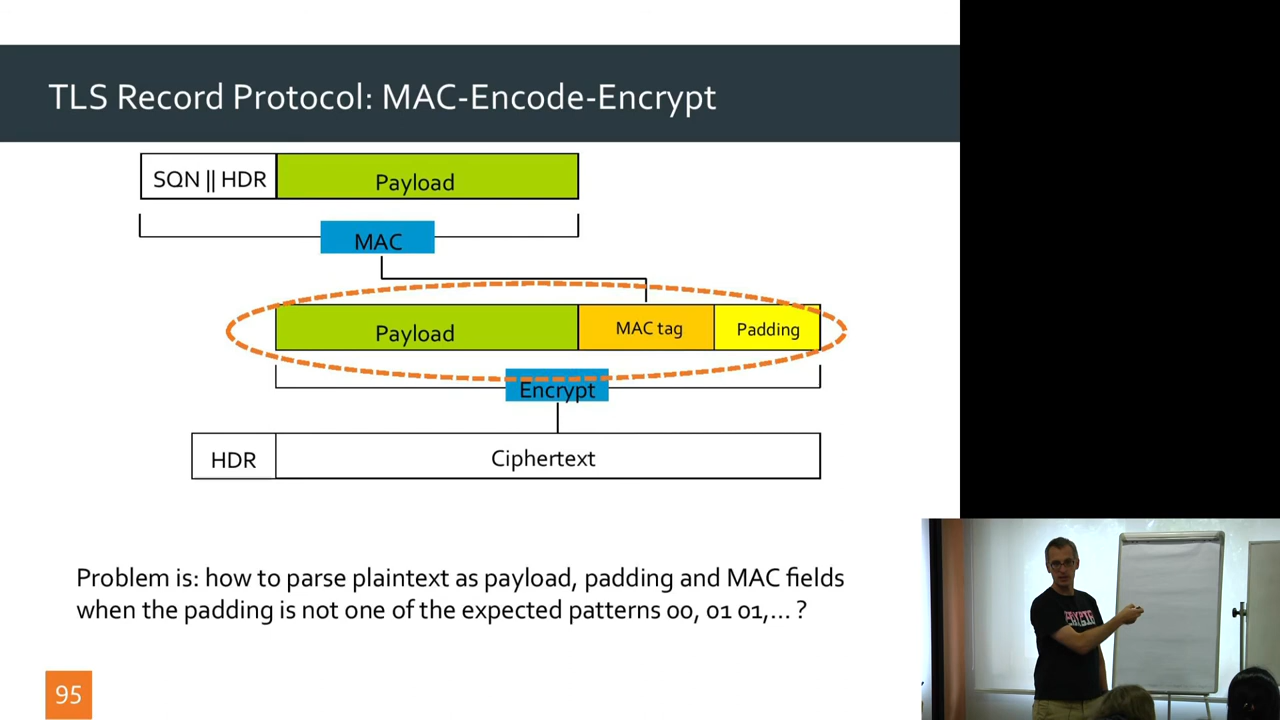 TLS Record Protocol: MAC-Encode-Encrypt
SQN || HDR
Payload
MAC
Payload
MAC tag
Padding
Encrypt
HDR
Ciphertext
Problem is: how to parse plaintext as payload, padding and MAC fields
when the padding is not one of the expected patterns 00, 01 01,... ?
95